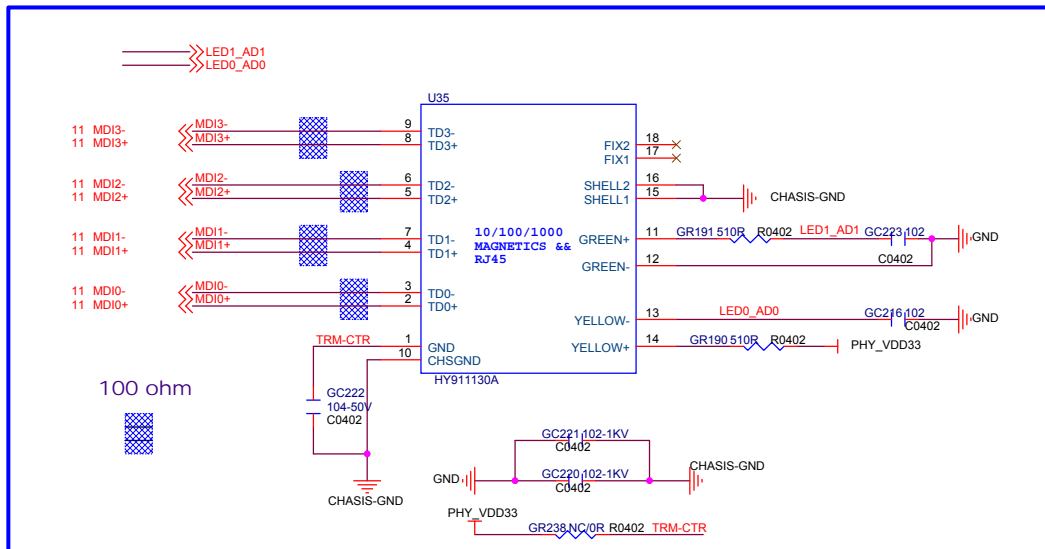 LED1_AD1
LED0_AD0
U35
11 MDI3- MDI3- 9 TD3-
11 MDI3+ MDI3+ 8 TD3+
FIX2 18
FIX1 17
11 MDI2- MDI2- 6 TD2-
11 MDI2+ MDI2+ 5 TD2+
SHELL2 16
SHELL1 15
CHASIS-GND
10/100/1000
MAGNETICS &&
RJ45
11 MDI1- MDI1- 7 TD1-
11 MDI1+ MDI1+ 4 TD1+
GREEN+ 11 GR191 510R R0402 LED1_AD1 GC223 102
C0402
GND
GREEN- 12
11 MDI0- MDI0- 3 TD0-
11 MDI0+ MDI0+ 2 TD0+
YELLOW- 13 LED0_AD0 GC216 102
C0402
GND
YELLOW+ 14 GR190 510R R0402 PHY_VDD33
TRM-CTR 1 GND
10 CHSGND
HY911130A
100 ohm
GC222
104-50V
C0402
CHASIS-GND
GC221 102-1KV
C0402
GND
GC220 102-1KV
C0402
CHASIS-GND
PHY_VDD33
GR238 NC/0R R0402 TRM-CTR